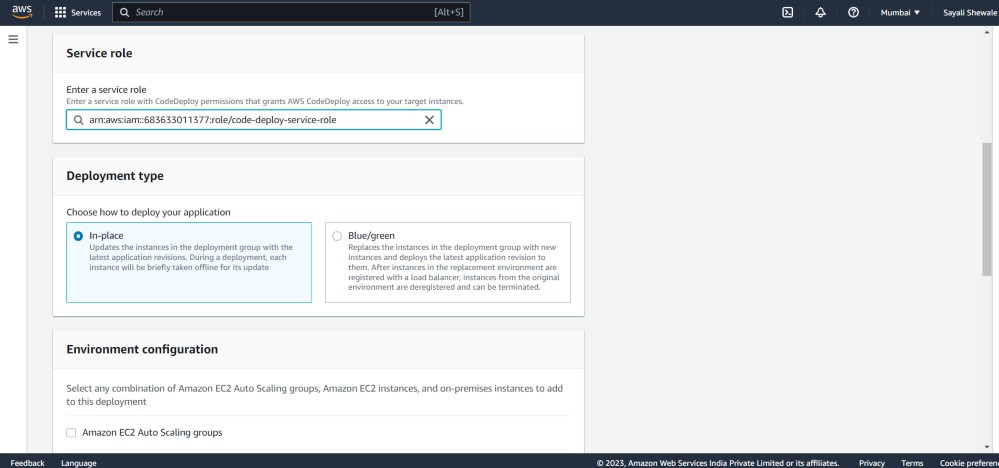 aws
Services
Search
[Alt+S]
Mumbai ▼
Sayali Shewale
Service role
Enter a service role
Enter a service role with CodeDeploy permissions that grants AWS CodeDeploy access to your target instances.
arn:aws:iam::683633011377:role/code-deploy-service-role
Deployment type
Choose how to deploy your application
In-place
Updates the instances in the deployment group with the
latest application revisions. During a deployment, each
instance will be briefly taken offline for its update
Blue/green
Replaces the instances in the deployment group with new
instances and deploys the latest application revision to
them. After instances in the replacement environment are
registered with a load balancer, instances from the original
environment are deregistered and can be terminated.
Environment configuration
Select any combination of Amazon EC2 Auto Scaling groups, Amazon EC2 instances, and on-premises instances to add
to this deployment
Amazon EC2 Auto Scaling groups
Feedback
Language
© 2023, Amazon Web Services India Private Limited or its affiliates.
Privacy
Terms
Cookie preferen